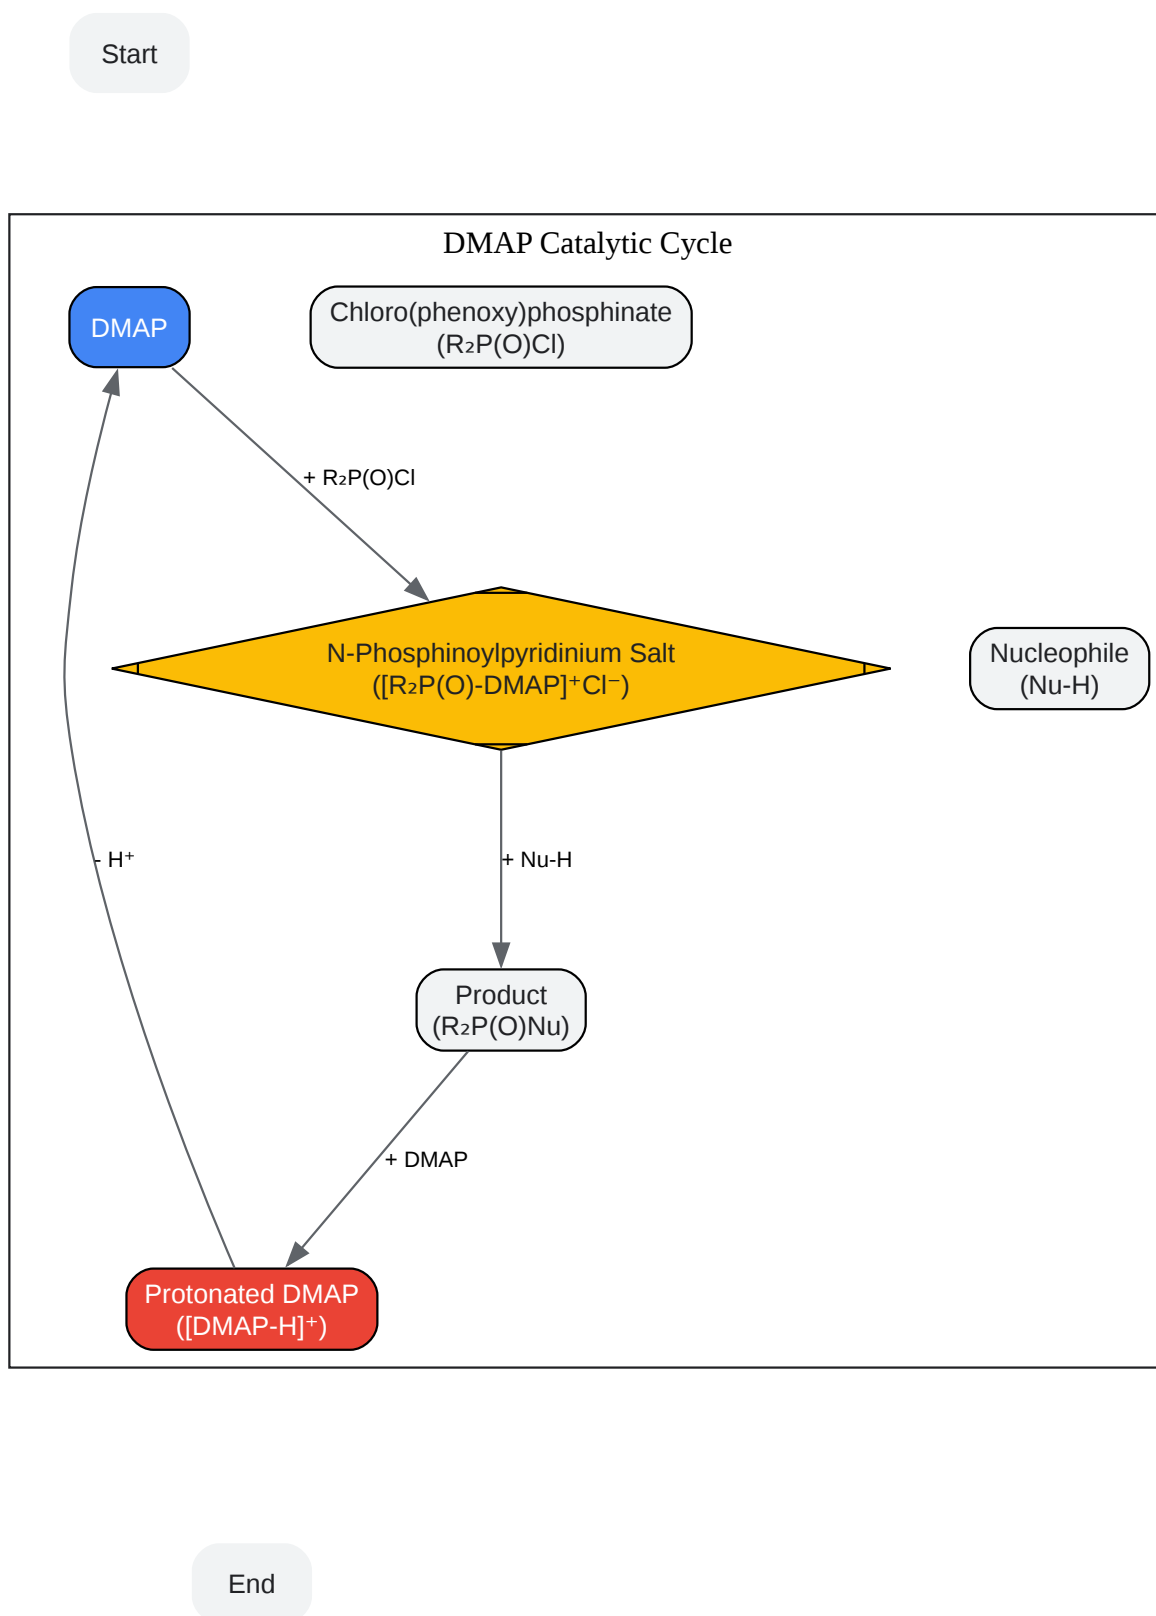 Start
DMAP Catalytic Cycle
DMAP
Chloro(phenoxy)phosphinate
(R₂P(O)Cl)
+ R₂P(O)Cl
N-Phosphinoylpyridinium Salt
([R₂P(O)-DMAP]⁺Cl⁻)
Nucleophile
(Nu-H)
- H⁺
+ Nu-H
Product
(R₂P(O)Nu)
+ DMAP
Protonated DMAP
([DMAP-H]⁺)
End